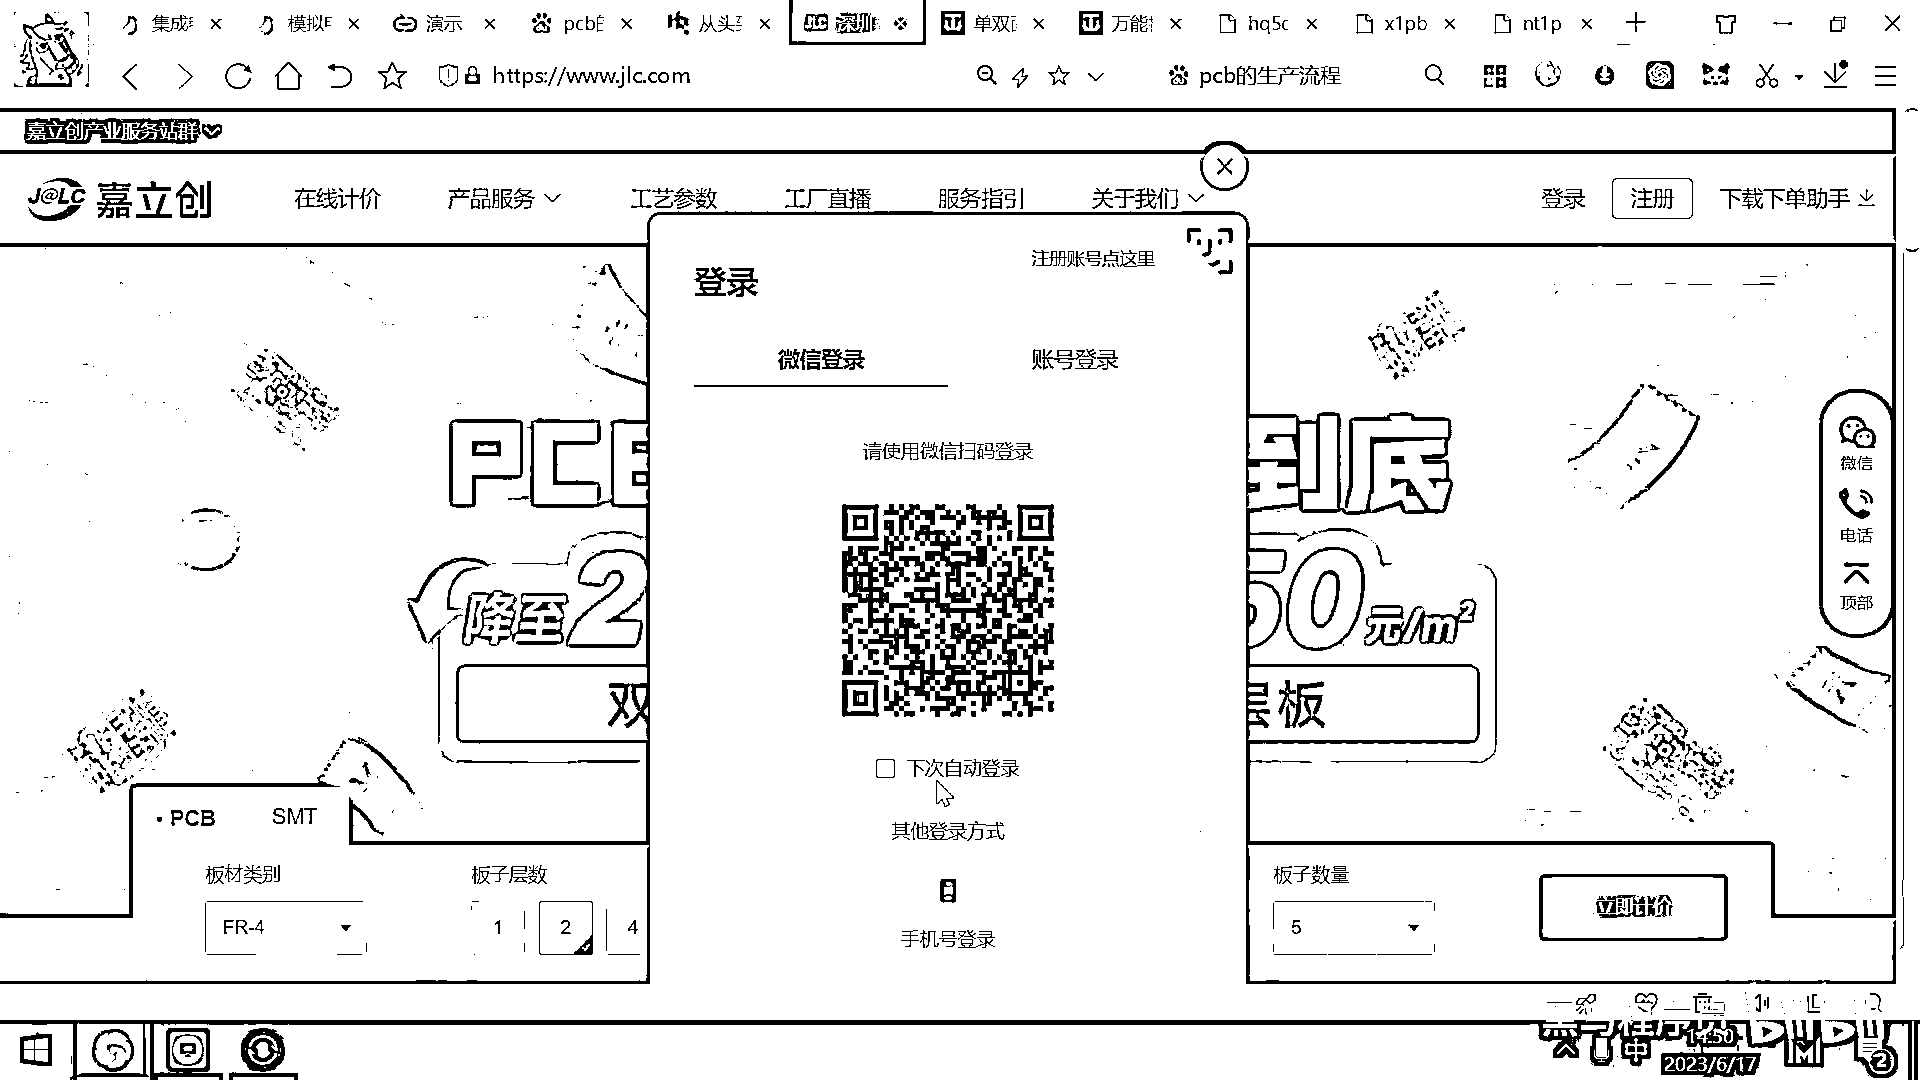 集成 模拟 演示 pcb的 从头 深圳 单双 万能 hq5c x1pb nt1p
https://www.jlc.com pcb的生产流程
嘉立创产业服务站群
J@LC 嘉立创 在线计价 产品服务 工艺参数 工厂直播 服务指引 关于我们 登录 注册 下载下单助手
注册账号点这里
登录
微信登录 账号登录
请使用微信扫码登录
PCB 到底
降至2 50元/m²
双 层板
微信
电话
顶部
下次自动登录
其他登录方式
手机号登录
PCB SMT
板材类别 板子层数 板子数量
FR-4 1 2 4 5 立即计价
中 14:50
2023/6/17 2